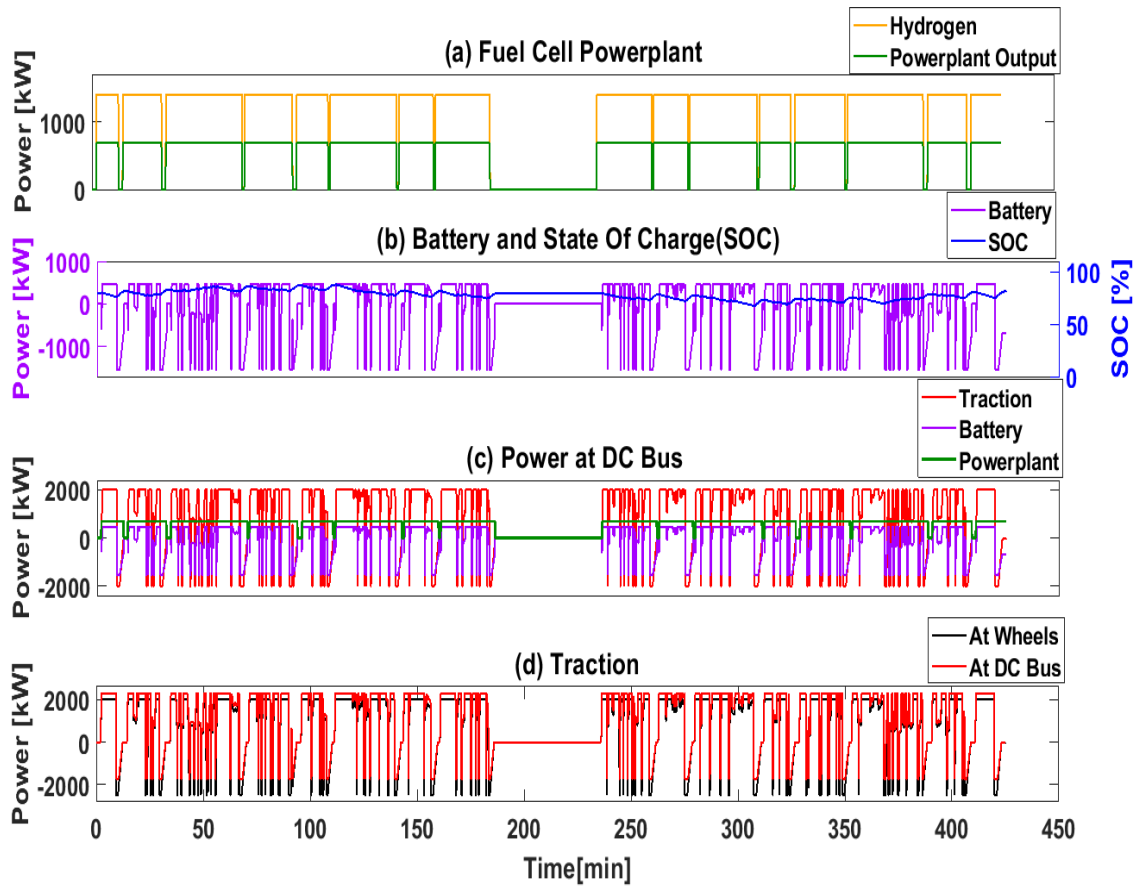 Hydrogen
Powerplant Output
(a) Fuel Cell Powerplant
Power [kW]
1000
0
Battery
SOC
(b) Battery and State Of Charge(SOC)
Power [kW]
1000
0
-1000
100
50
0
SOC [%]
Traction
Battery
Powerplant
(c) Power at DC Bus
Power [kW]
2000
0
-2000
At Wheels
At DC Bus
(d) Traction
Power [kW]
2000
0
-2000
0 50 100 150 200 250 300 350 400 450
Time[min]